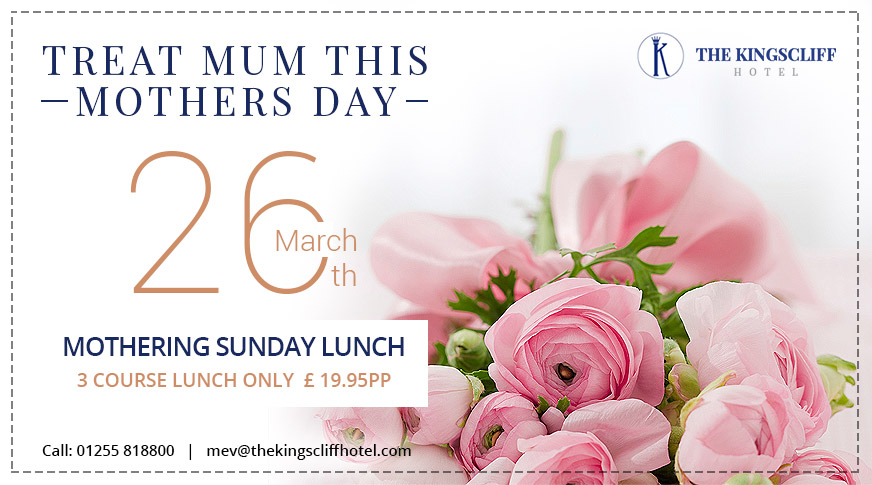 TREAT MUM THIS
MOTHERS DAY
K THE KINGSCLIFF
HOTEL
26
March
th
MOTHERING SUNDAY LUNCH
3 COURSE LUNCH ONLY £ 19.95PP
Call: 01255 818800 | mev@thekingscliffhotel.com